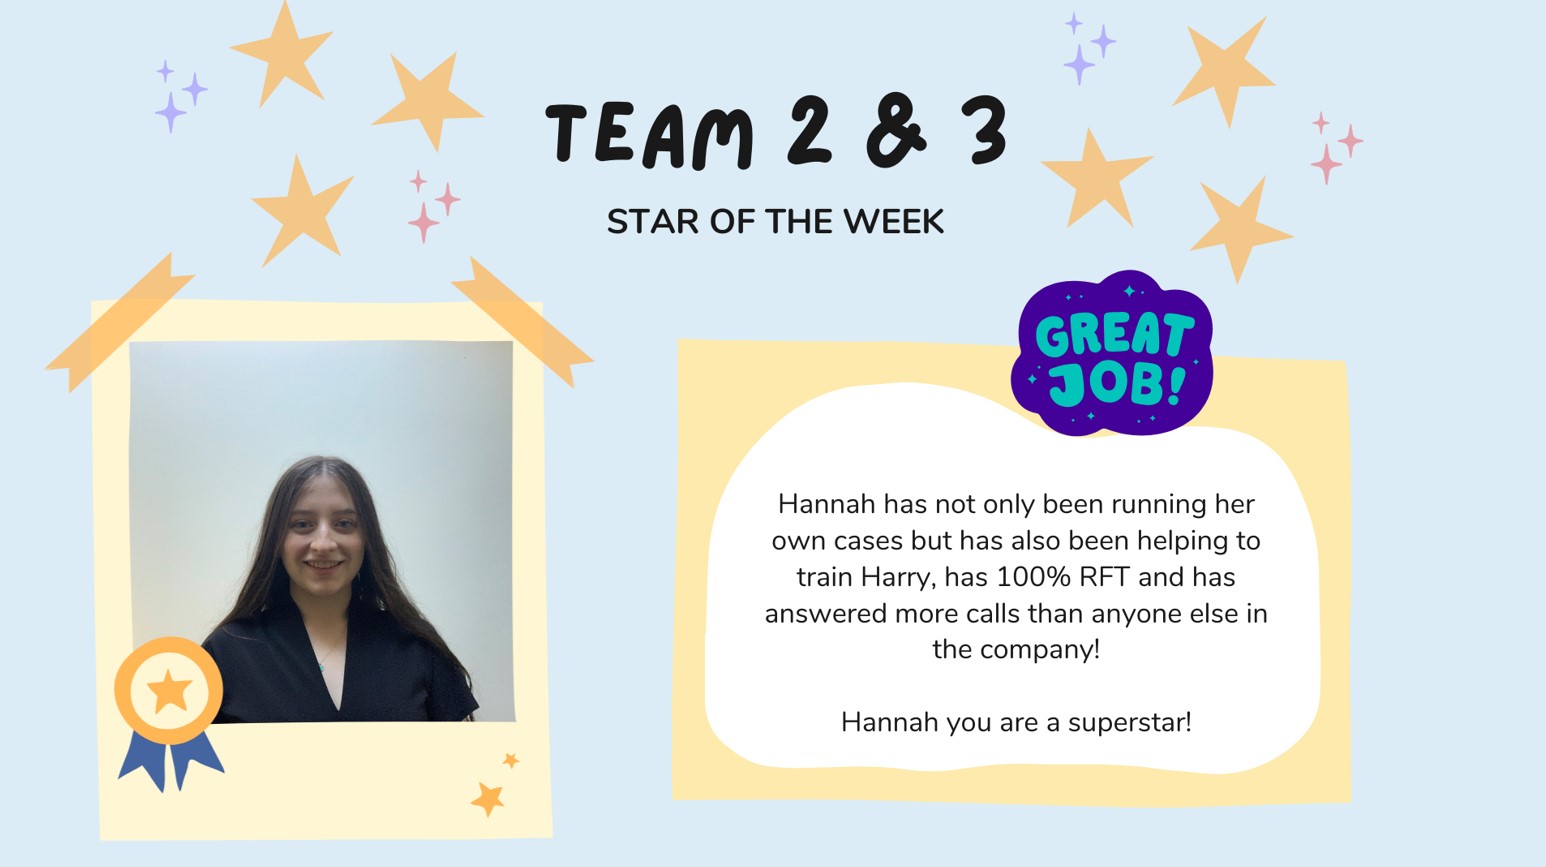 TEAM 2 & 3
STAR OF THE WEEK
GREAT
JOB!
Hannah has not only been running her
own cases but has also been helping to
train Harry, has 100% RFT and has
answered more calls than anyone else in
the company!
Hannah you are a superstar!